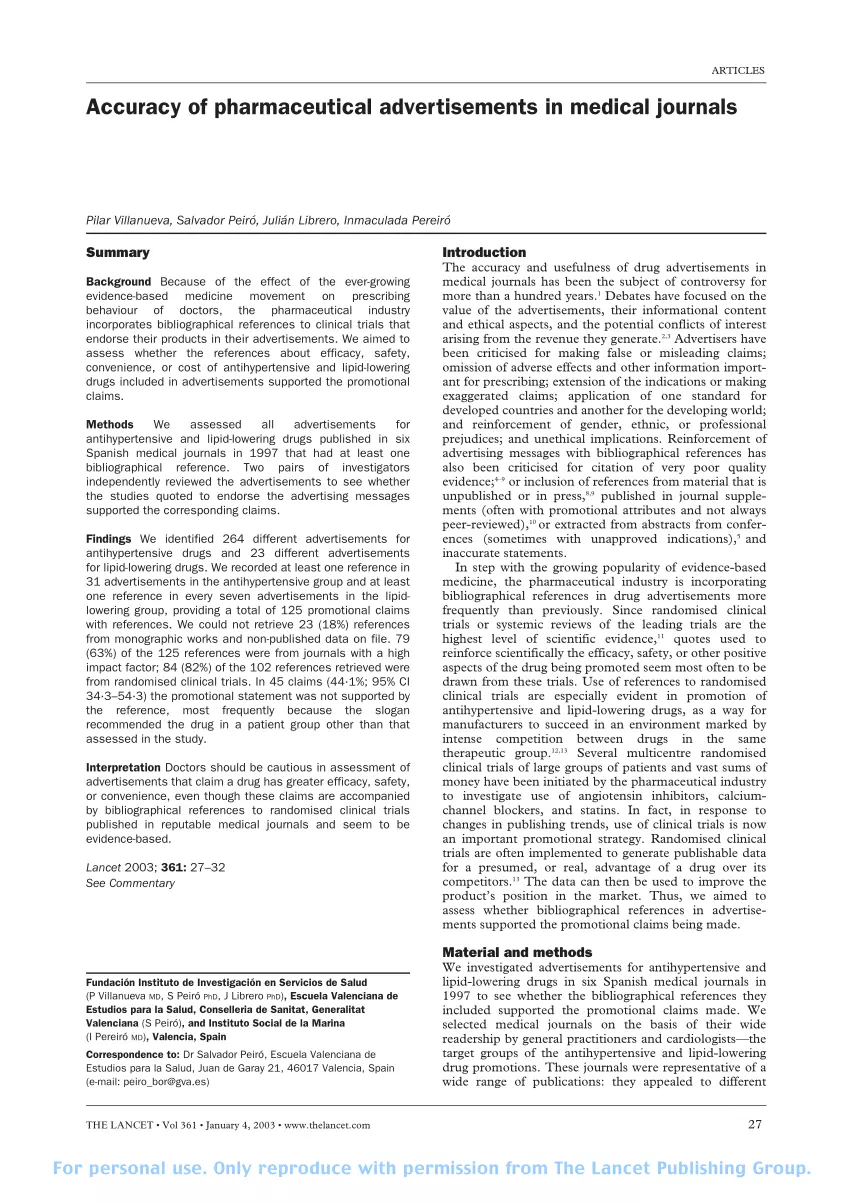 ARTICLES
Accuracy of pharmaceutical advertisements in medical journals
Pilar Villanueva, Salvador Peiró, Julián Librero, Inmaculada Pereiró
Summary
Background Because of the effect of the ever-growing
evidence-based medicine movement on prescribing
behaviour of doctors, the pharmaceutical industry
incorporates bibliographical references to clinical trials that
endorse their products in their advertisements. We aimed to
assess whether the references about efficacy, safety,
convenience, or cost of antihypertensive and lipid-lowering
drugs included in advertisements supported the promotional
claims.
Methods We assessed all advertisements for
antihypertensive and lipid-lowering drugs published in six
Spanish medical journals in 1997 that had at least one
bibliographical reference. Two pairs of investigators
independently reviewed the advertisements to see whether
the studies quoted to endorse the advertising messages
supported the corresponding claims.
Findings We identified 264 different advertisements for
antihypertensive drugs and 23 different advertisements
for lipid-lowering drugs. We recorded at least one reference in
31 advertisements in the antihypertensive group and at least
one reference in every seven advertisements in the lipid-
lowering group, providing a total of 125 promotional claims
with references. We could not retrieve 23 (18%) references
from monographic works and non-published data on file. 79
(63%) of the 125 references were from journals with a high
impact factor; 84 (82%) of the 102 references retrieved were
from randomised clinical trials. In 45 claims (44·1%; 95% CI
34·3–54·3) the promotional statement was not supported by
the reference, most frequently because the slogan
recommended the drug in a patient group other than that
assessed in the study.
Interpretation Doctors should be cautious in assessment of
advertisements that claim a drug has greater efficacy, safety,
or convenience, even though these claims are accompanied
by bibliographical references to randomised clinical trials
published in reputable medical journals and seem to be
evidence-based.
Lancet 2003; 361: 27–32
See Commentary
Fundación Instituto de Investigación en Servicios de Salud
(P Villanueva MD, S Peiró PhD, J Librero PhD), Escuela Valenciana de
Estudios para la Salud, Conselleria de Sanitat, Generalitat
Valenciana (S Peiró), and Instituto Social de la Marina
(I Pereiró MD), Valencia, Spain
Correspondence to: Dr Salvador Peiró, Escuela Valenciana de
Estudios para la Salud, Juan de Garay 21, 46017 Valencia, Spain
(e-mail: peiro_bor@gva.es)
Introduction
The accuracy and usefulness of drug advertisements in
medical journals has been the subject of controversy for
more than a hundred years.1 Debates have focused on the
value of the advertisements, their informational content
and ethical aspects, and the potential conflicts of interest
arising from the revenue they generate.2,3 Advertisers have
been criticised for making false or misleading claims;
omission of adverse effects and other information import-
ant for prescribing; extension of the indications or making
exaggerated claims; application of one standard for
developed countries and another for the developing world;
and reinforcement of gender, ethnic, or professional
prejudices; and unethical implications. Reinforcement of
advertising messages with bibliographical references has
also been criticised for citation of very poor quality
evidence;4–9 or inclusion of references from material that is
unpublished or in press,8,9 published in journal supple-
ments (often with promotional attributes and not always
peer-reviewed),10 or extracted from abstracts from confer-
ences (sometimes with unapproved indications),5 and
inaccurate statements.
In step with the growing popularity of evidence-based
medicine, the pharmaceutical industry is incorporating
bibliographical references in drug advertisements more
frequently than previously. Since randomised clinical
trials or systemic reviews of the leading trials are the
highest level of scientific evidence,11 quotes used to
reinforce scientifically the efficacy, safety, or other positive
aspects of the drug being promoted seem most often to be
drawn from these trials. Use of references to randomised
clinical trials are especially evident in promotion of
antihypertensive and lipid-lowering drugs, as a way for
manufacturers to succeed in an environment marked by
intense competition between drugs in the same
therapeutic group.12,13 Several multicentre randomised
clinical trials of large groups of patients and vast sums of
money have been initiated by the pharmaceutical industry
to investigate use of angiotensin inhibitors, calcium-
channel blockers, and statins. In fact, in response to
changes in publishing trends, use of clinical trials is now
an important promotional strategy. Randomised clinical
trials are often implemented to generate publishable data
for a presumed, or real, advantage of a drug over its
competitors.13 The data can then be used to improve the
product's position in the market. Thus, we aimed to
assess whether bibliographical references in advertise-
ments supported the promotional claims being made.
Material and methods
We investigated advertisements for antihypertensive and
lipid-lowering drugs in six Spanish medical journals in
1997 to see whether the bibliographical references they
included supported the promotional claims made. We
selected medical journals on the basis of their wide
readership by general practitioners and cardiologists—the
target groups of the antihypertensive and lipid-lowering
drug promotions. These journals were representative of a
wide range of publications: they appealed to different
THE LANCET • Vol 361 • January 4, 2003 • www.thelancet.com
27
For personal use. Only reproduce with permission from The Lancet Publishing Group.